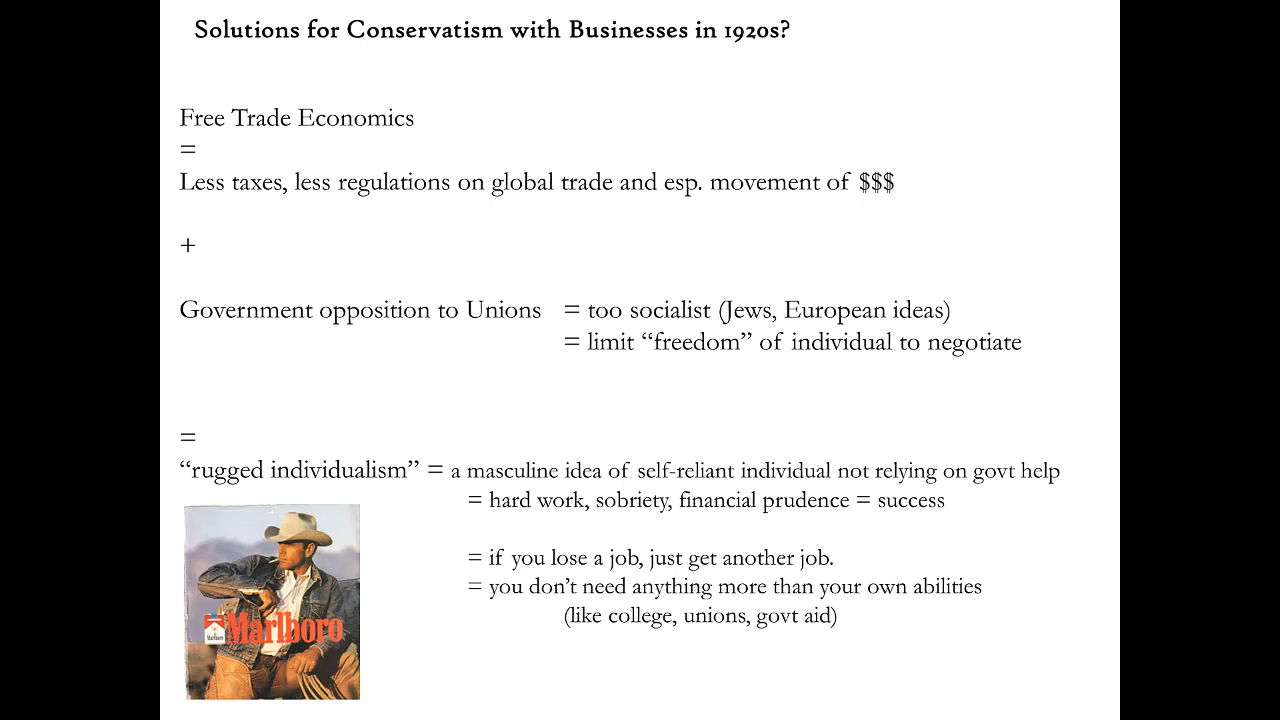 Solutions for Conservatism with Businesses in 1920s?
Free Trade Economics
=
Less taxes, less regulations on global trade and esp. movement of $$$
+
Government opposition to Unions = too socialist (Jews, European ideas)
= limit “freedom” of individual to negotiate
=
“rugged individualism” = a masculine idea of self-reliant individual not relying on govt help
= hard work, sobriety, financial prudence = success
= if you lose a job, just get another job.
= you don’t need anything more than your own abilities
(like college, unions, govt aid)
Marlboro
Marlboro